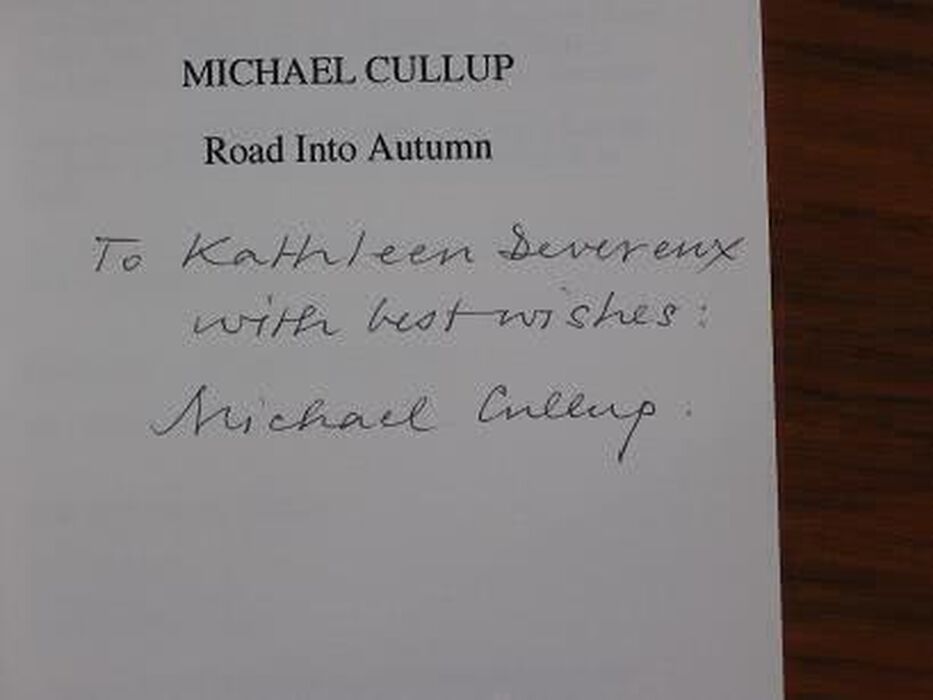 MICHAEL CULLUP
Road Into Autumn
To Kathleen Devereux
with best wishes:
Michael Cullup.